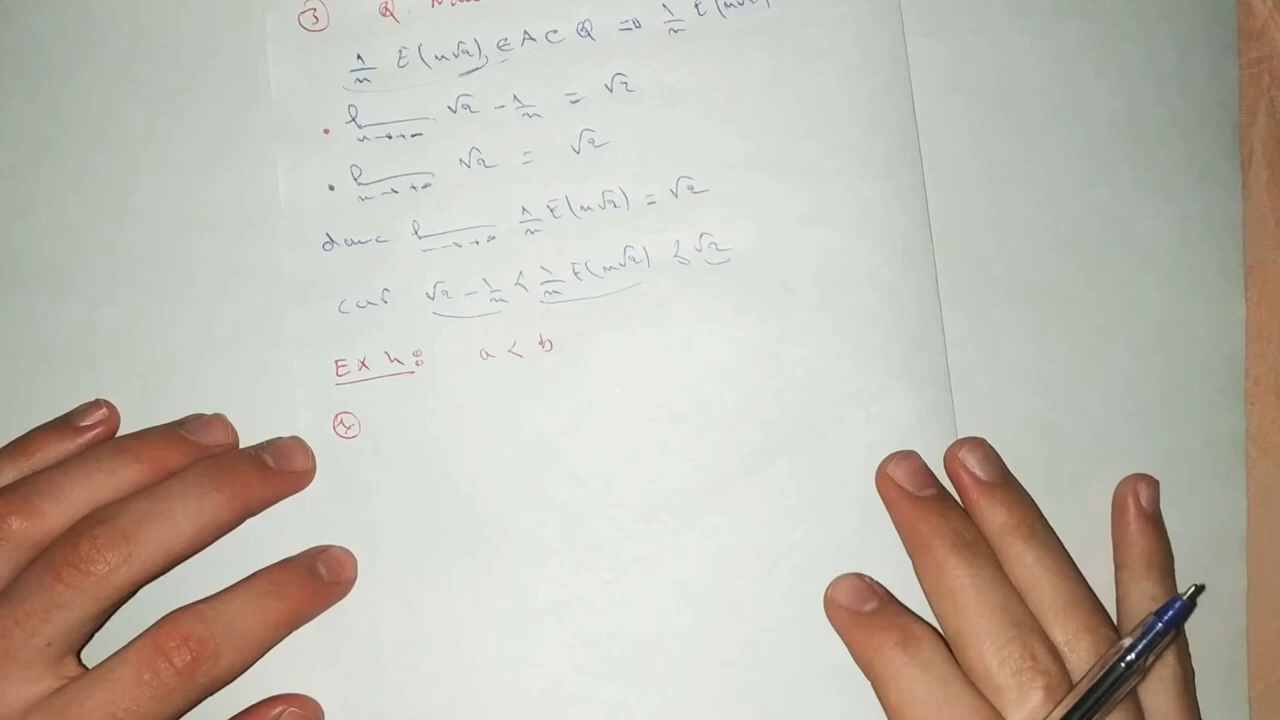 ③ Q
1/n E(n√2) ∈ A ⊂ Q ⇒ 1/n E(n√2)
• lim n→+∞ √2 - 1/n = √2
• lim n→+∞ √2 = √2
donc lim n→+∞ 1/n E(n√2) = √2
car √2 - 1/n < 1/n E(n√2) ≤ √2
Ex 4: a < b
①